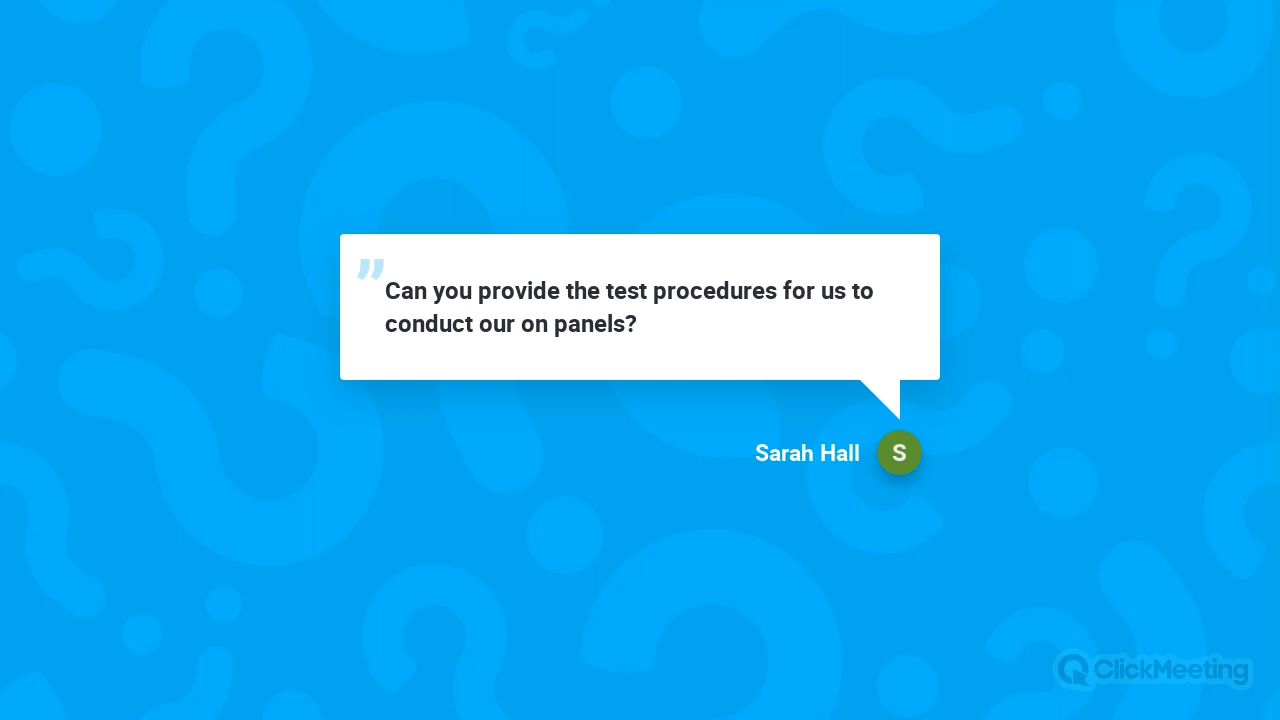 Can you provide the test procedures for us to
conduct our on panels?
Sarah Hall
S
ClickMeeting